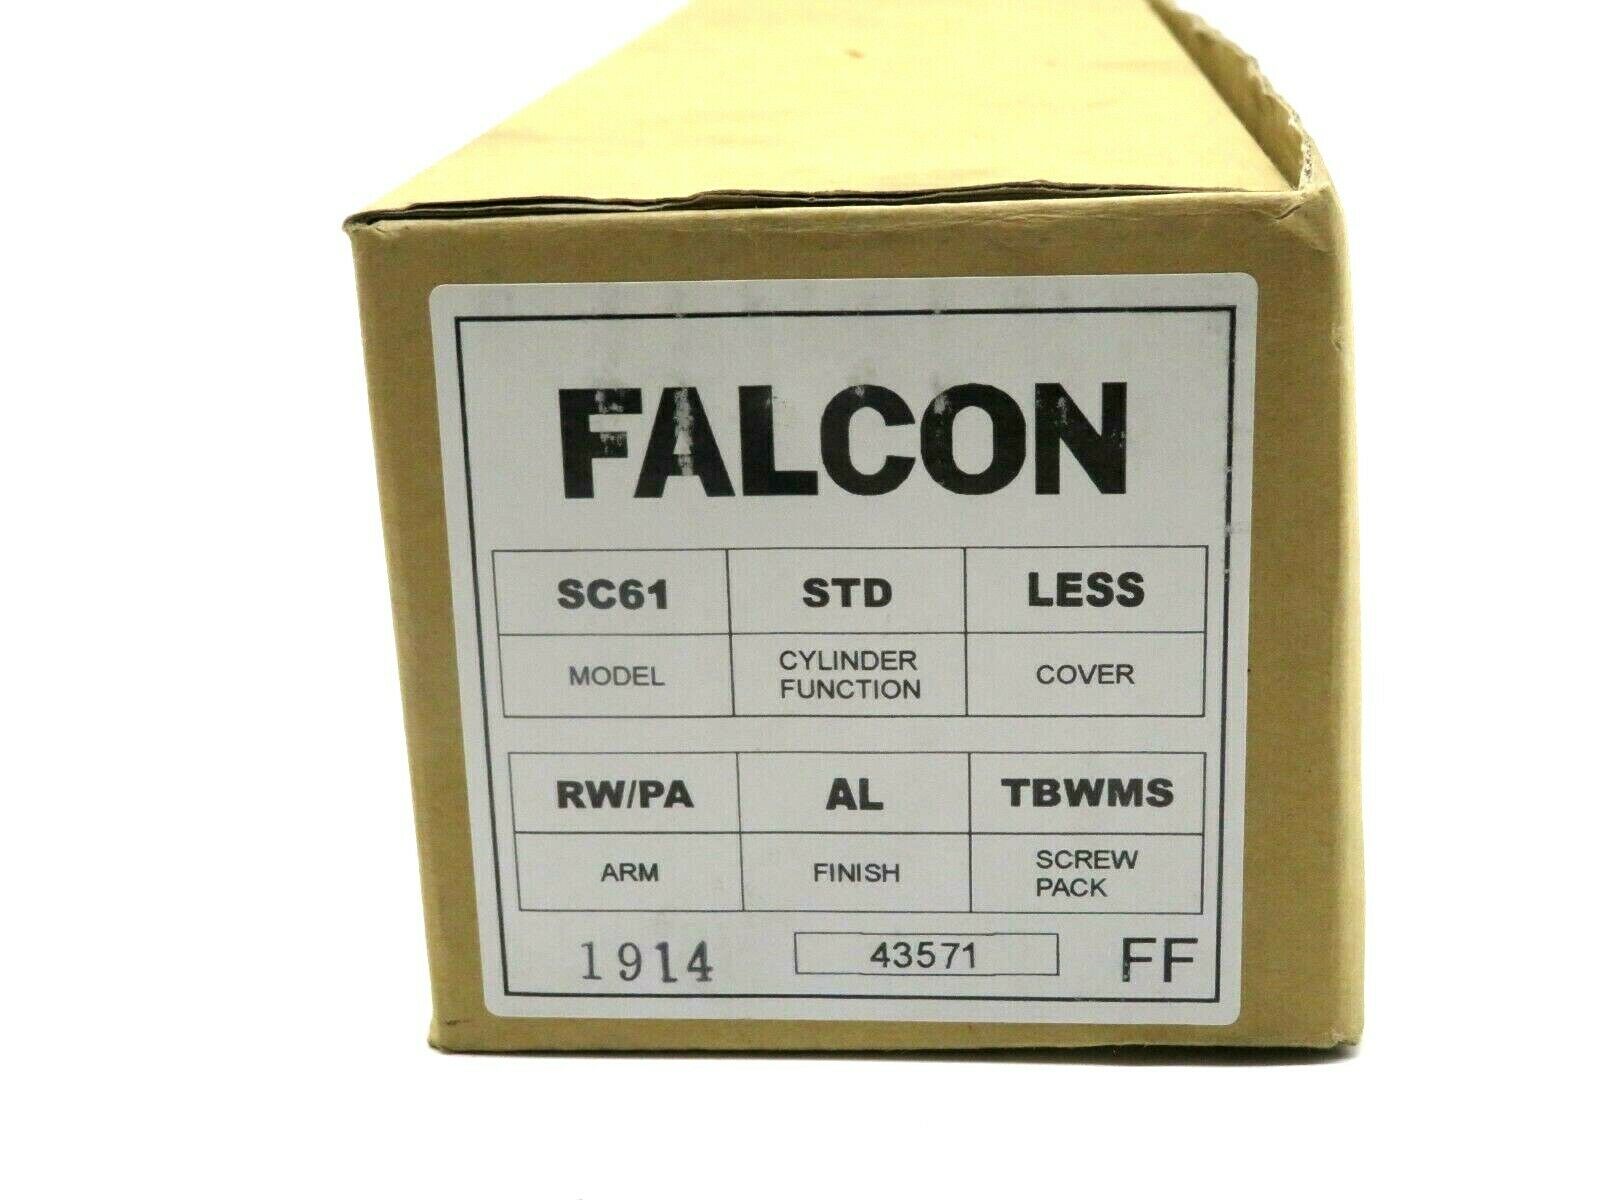 FALCON
SC61 STD LESS
MODEL CYLINDER FUNCTION COVER
RW/PA AL TBWMS
ARM FINISH SCREW PACK
1914 43571 FF